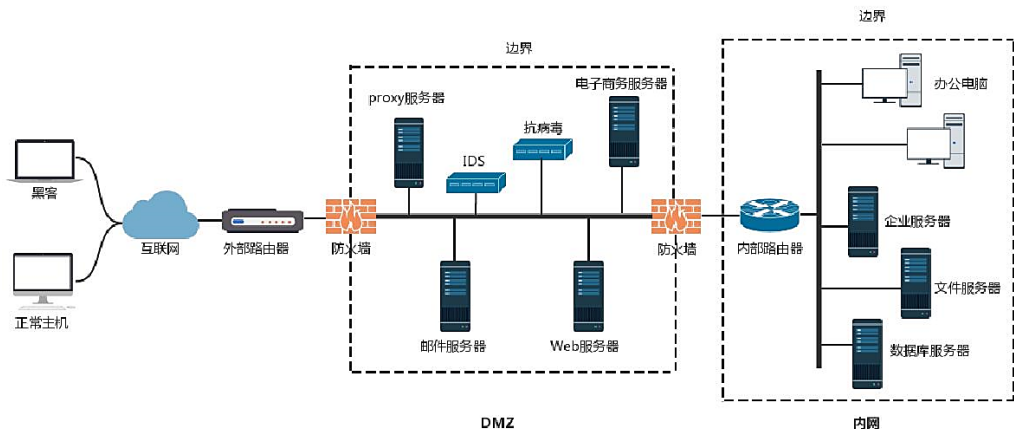 边界
边界
proxy服务器
电子商务服务器
抗病毒
IDS
办公电脑
黑客
互联网
外部路由器
防火墙
防火墙
内部路由器
企业服务器
正常主机
邮件服务器
Web服务器
文件服务器
数据库服务器
DMZ
内网